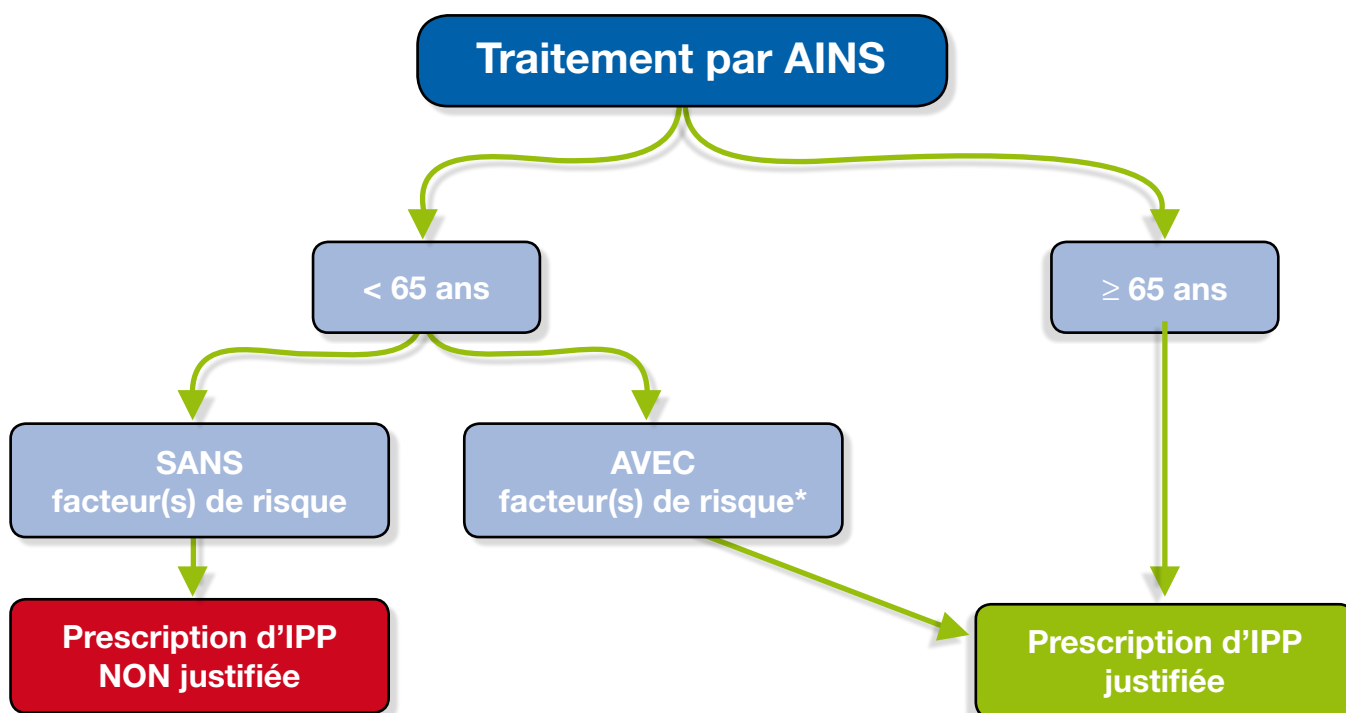 Traitement par AINS
< 65 ans
≥ 65 ans
SANS
facteur(s) de risque
AVEC
facteur(s) de risque*
Prescription d’IPP
NON justifiée
Prescription d’IPP
justifiée